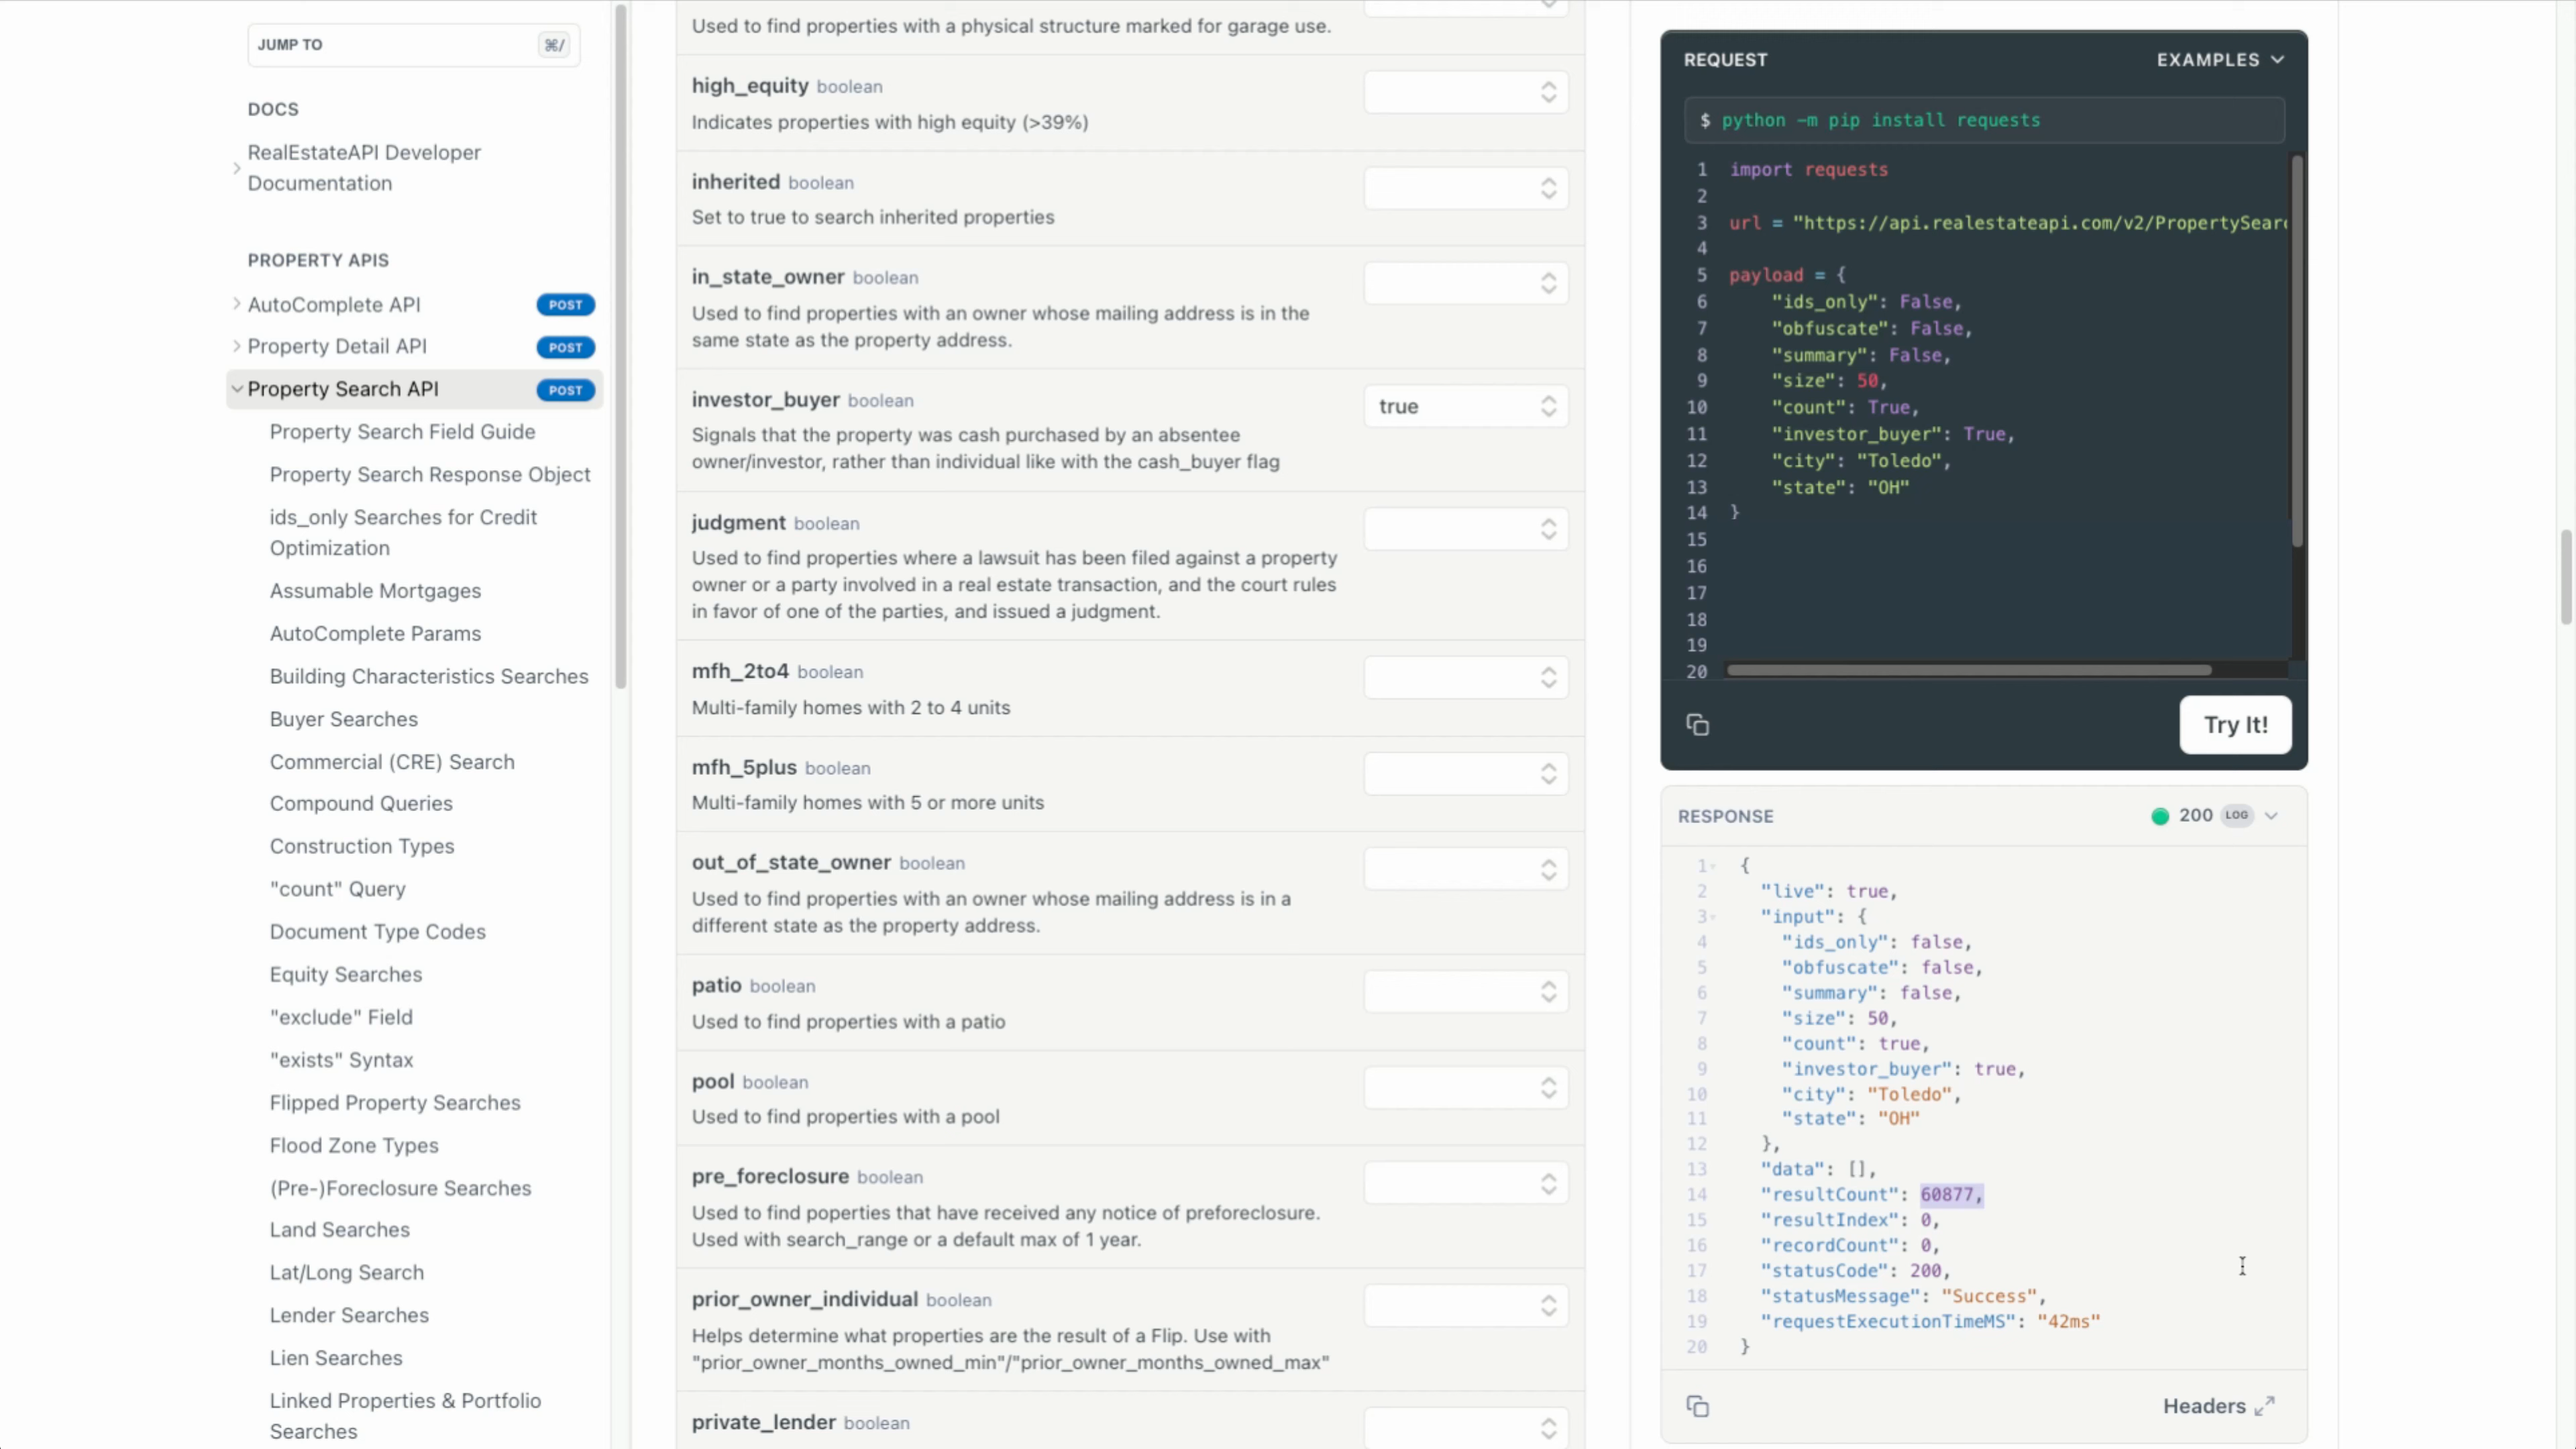 JUMP TO ⌘/
DOCS
RealEstateAPI Developer
Documentation
PROPERTY APIS
AutoComplete API POST
Property Detail API POST
Property Search API POST
Property Search Field Guide
Property Search Response Object
ids_only Searches for Credit
Optimization
Assumable Mortgages
AutoComplete Params
Building Characteristics Searches
Buyer Searches
Commercial (CRE) Search
Compound Queries
Construction Types
"count" Query
Document Type Codes
Equity Searches
"exclude" Field
"exists" Syntax
Flipped Property Searches
Flood Zone Types
(Pre-)Foreclosure Searches
Land Searches
Lat/Long Search
Lender Searches
Lien Searches
Linked Properties & Portfolio
Searches
Used to find properties with a physical structure marked for garage use.
high_equity boolean
Indicates properties with high equity (>39%)
inherited boolean
Set to true to search inherited properties
in_state_owner boolean
Used to find properties with an owner whose mailing address is in the
same state as the property address.
investor_buyer boolean
true
Signals that the property was cash purchased by an absentee
owner/investor, rather than individual like with the cash_buyer flag
judgment boolean
Used to find properties where a lawsuit has been filed against a property
owner or a party involved in a real estate transaction, and the court rules
in favor of one of the parties, and issued a judgment.
mfh_2to4 boolean
Multi-family homes with 2 to 4 units
mfh_5plus boolean
Multi-family homes with 5 or more units
out_of_state_owner boolean
Used to find properties with an owner whose mailing address is in a
different state as the property address.
patio boolean
Used to find properties with a patio
pool boolean
Used to find properties with a pool
pre_foreclosure boolean
Used to find poperties that have received any notice of preforeclosure.
Used with search_range or a default max of 1 year.
prior_owner_individual boolean
Helps determine what properties are the result of a Flip. Use with
"prior_owner_months_owned_min"/"prior_owner_months_owned_max"
private_lender boolean
REQUEST EXAMPLES
$ python -m pip install requests
1 import requests
2
3 url = "https://api.realestateapi.com/v2/PropertySearc
4
5 payload = {
6 "ids_only": False,
7 "obfuscate": False,
8 "summary": False,
9 "size": 50,
10 "count": True,
11 "investor_buyer": True,
12 "city": "Toledo",
13 "state": "OH"
14 }
15
16
17
18
19
20
Try It!
RESPONSE 200 LOG
1 {
2 "live": true,
3 "input": {
4 "ids_only": false,
5 "obfuscate": false,
6 "summary": false,
7 "size": 50,
8 "count": true,
9 "investor_buyer": true,
10 "city": "Toledo",
11 "state": "OH"
12 },
13 "data": [],
14 "resultCount": 60877,
15 "resultIndex": 0,
16 "recordCount": 0,
17 "statusCode": 200,
18 "statusMessage": "Success",
19 "requestExecutionTimeMS": "42ms"
20 }
Headers